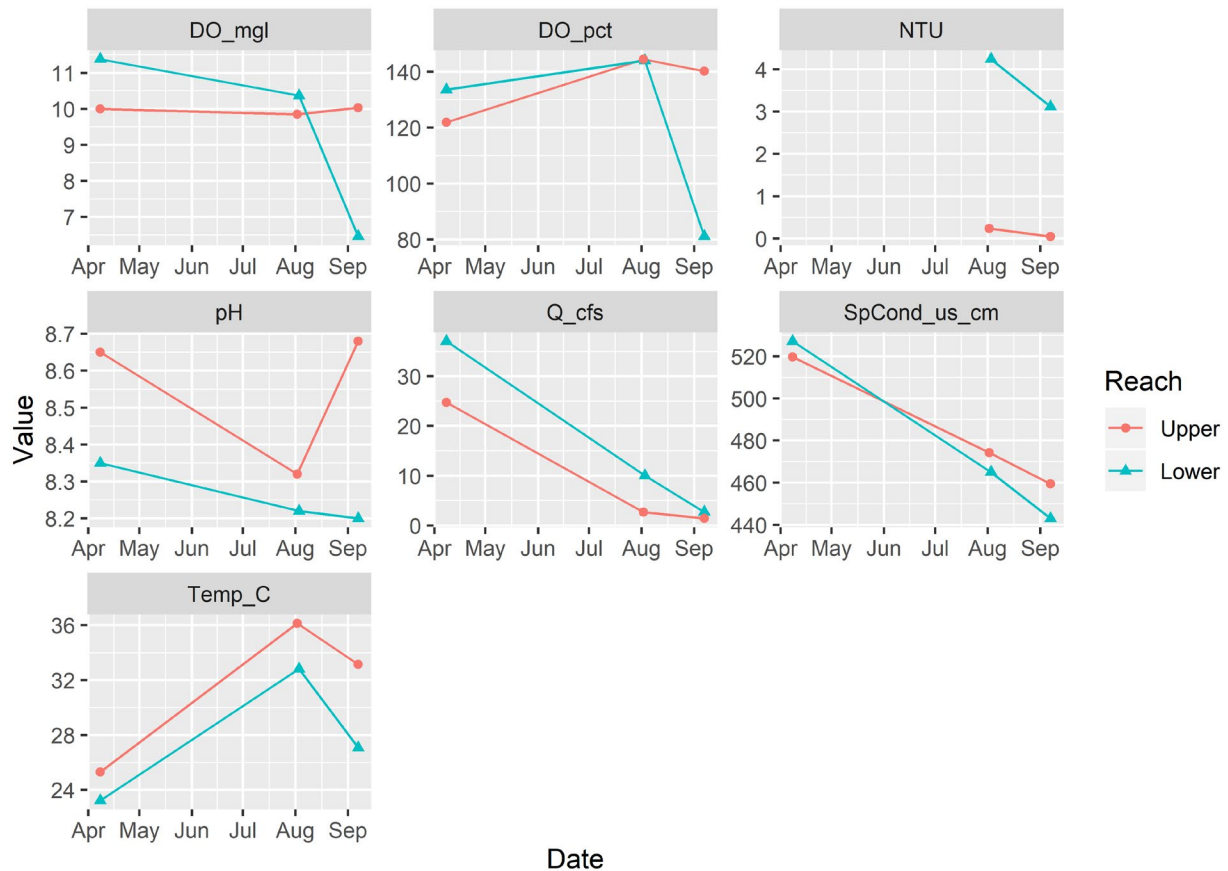 DO_mgl
DO_pct
NTU
11
10
9
8
7
140
120
100
80
4
3
2
1
0
Apr May Jun Jul Aug Sep
Apr May Jun Jul Aug Sep
Apr May Jun Jul Aug Sep
pH
Q_cfs
SpCond_us_cm
8.7
8.6
8.5
8.4
8.3
8.2
30
20
10
0
520
500
480
460
440
Apr May Jun Jul Aug Sep
Apr May Jun Jul Aug Sep
Apr May Jun Jul Aug Sep
Temp_C
36
32
28
24
Apr May Jun Jul Aug Sep
Value
Date
Reach
Upper
Lower